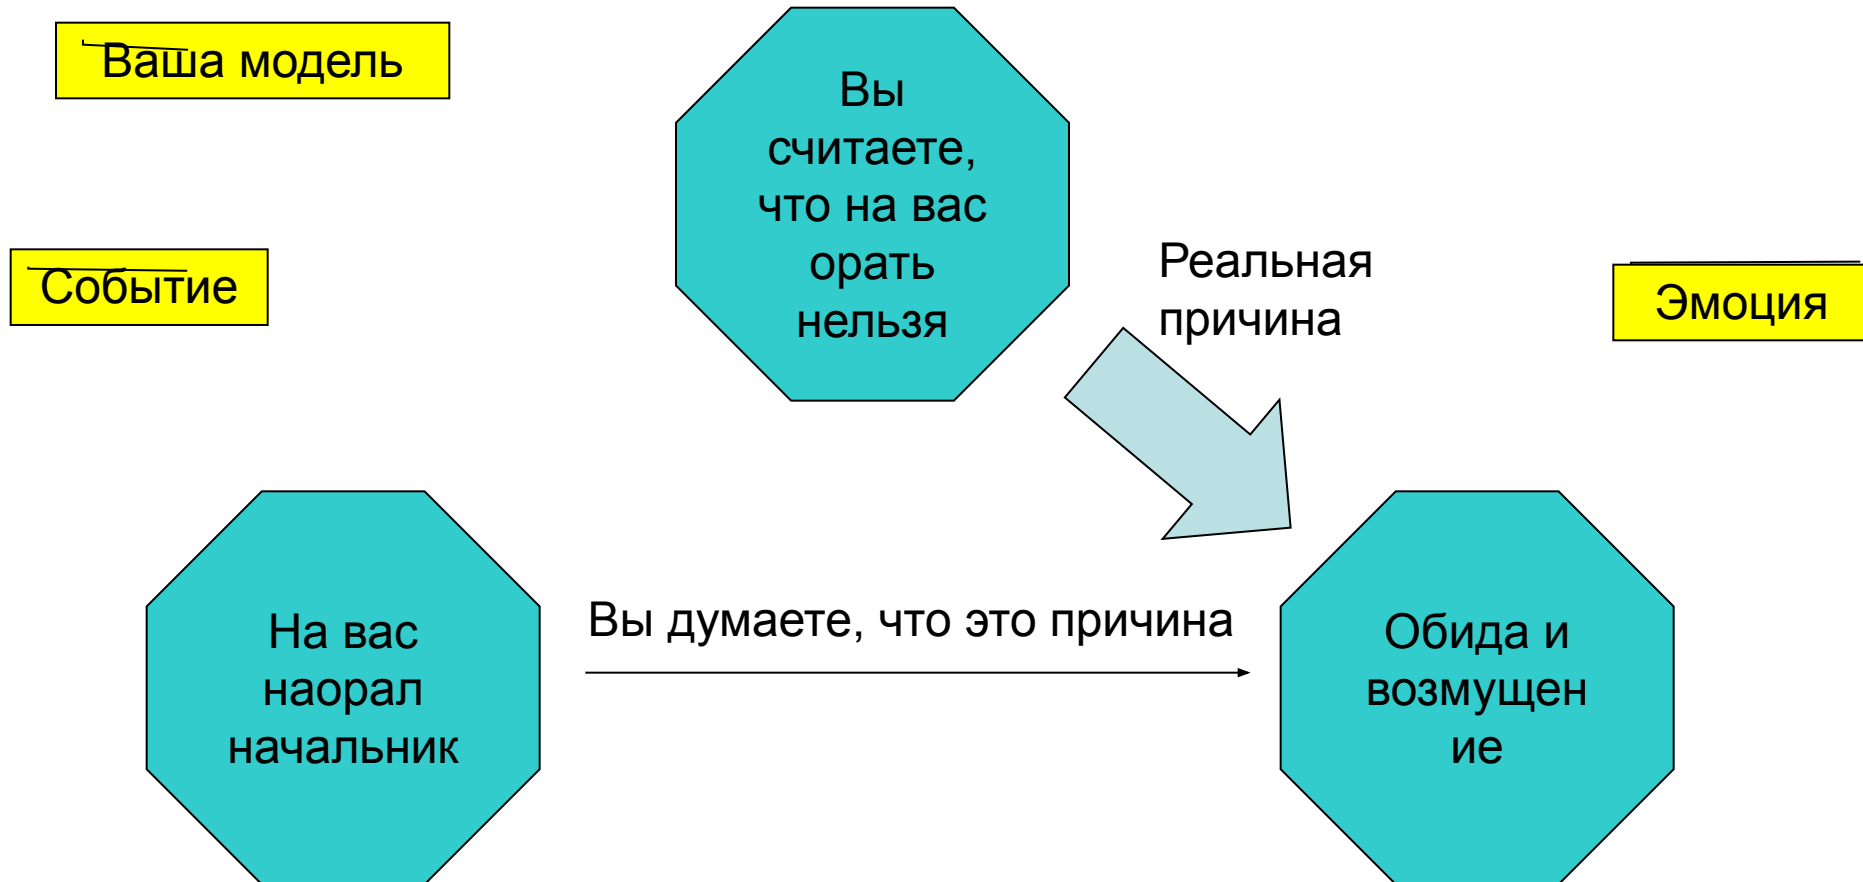 Ваша модель
Вы
считаете,
что на вас
орать
нельзя
Событие
Реальная
причина
Эмоция
На вас
наорал
начальник
Вы думаете, что это причина
Обида и
возмущен
ие